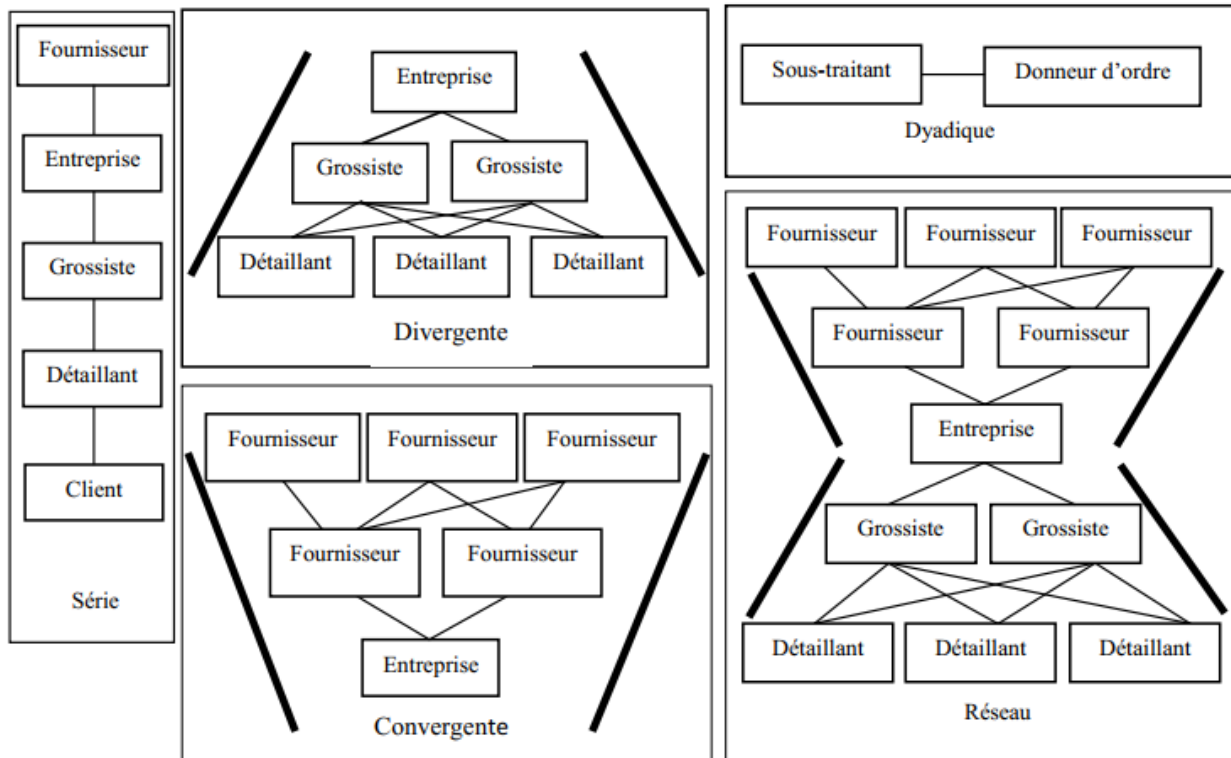 Fournisseur
Entreprise
Grossiste
Détaillant
Client
Série
Entreprise
Grossiste Grossiste
Détaillant Détaillant Détaillant
Divergente
Fournisseur Fournisseur Fournisseur
Fournisseur Fournisseur
Entreprise
Convergente
Sous-traitant Donneur d’ordre
Dyadique
Fournisseur Fournisseur Fournisseur
Fournisseur Fournisseur
Entreprise
Grossiste Grossiste
Détaillant Détaillant Détaillant
Réseau